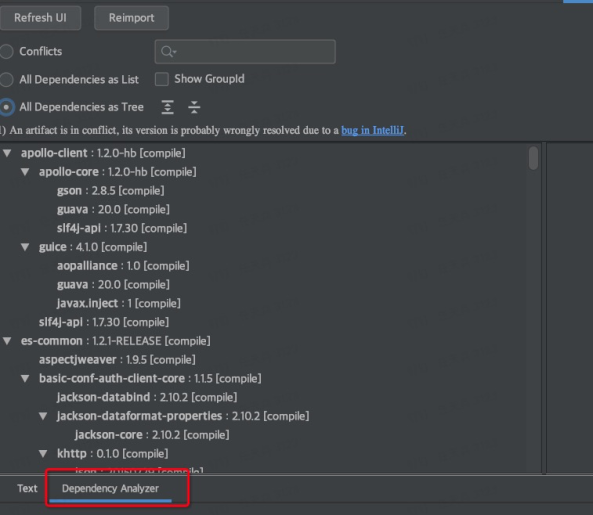 Refresh UI Reimport
Conflicts
All Dependencies as List Show GroupId
All Dependencies as Tree
) An artifact is in conflict, its version is probably wrongly resolved due to a bug in IntelliJ.
apollo-client : 1.2.0-hb [compile]
apollo-core : 1.2.0-hb [compile]
gson : 2.8.5 [compile]
guava : 20.0 [compile]
slf4j-api : 1.7.30 [compile]
guice : 4.1.0 [compile]
aopalliance : 1.0 [compile]
guava : 20.0 [compile]
javax.inject : 1 [compile]
slf4j-api : 1.7.30 [compile]
es-common : 1.2.1-RELEASE [compile]
aspectjweaver : 1.9.5 [compile]
basic-conf-auth-client-core : 1.1.5 [compile]
jackson-databind : 2.10.2 [compile]
jackson-dataformat-properties : 2.10.2 [compile]
jackson-core : 2.10.2 [compile]
khttp : 0.1.0 [compile]
Text Dependency Analyzer